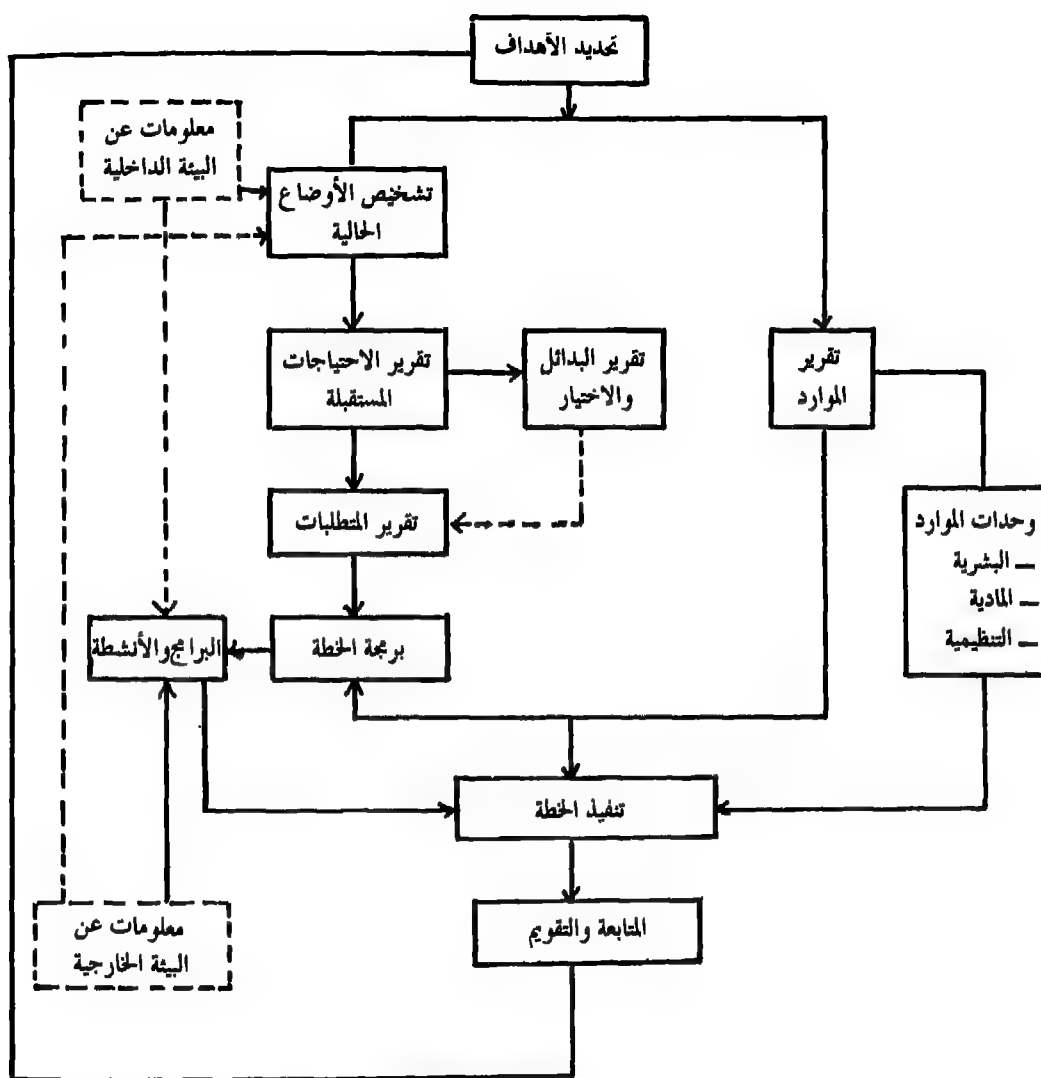 تحديد الأهداف
معلومات عن
البيئة الداخلية
تشخيص الأوضاع
الحالية
تقرير الاحتياجات
المستقبلة
تقرير البدائل
والاختيار
تقرير
الموارد
تقرير المتطلبات
وحدات الموارد
– البشرية
– المادية
– التنظيمية
برمجة الخطة
البرامج والأنشطة
تنفيذ الخطة
معلومات عن
البيئة الخارجية
المتابعة والتقويم